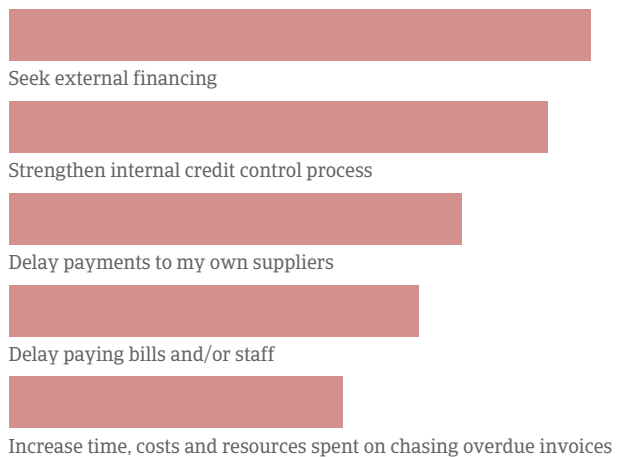 Seek external financing
Strengthen internal credit control process
Delay payments to my own suppliers
Delay paying bills and/or staff
Increase time, costs and resources spent on chasing overdue invoices